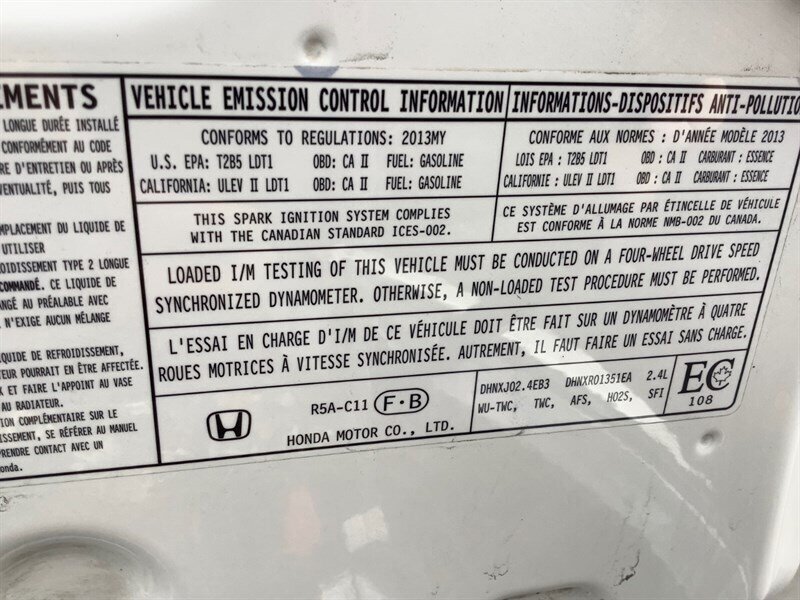 EMENTS
LONGUE DURÉE INSTALLÉ
CONFORMÉMENT AU CODE
RE D'ENTRETIEN OU APRÈS
VENTUALITÉ, PUIS TOUS
MPLACEMENT DU LIQUIDE DE
UTILISER
OIDISSEMENT TYPE 2 LONGUE
COMMANDÉ. CE LIQUIDE DE
ANGÉ AU PRÉALABLE AVEC
N'EXIGE AUCUN MÉLANGE
QUIDE DE REFROIDISSEMENT,
TEUR POURRAIT EN ÊTRE AFFECTÉE.
X ET FAIRE L'APPOINT AU VASE
AU RADIATEUR.
TION COMPLÉMENTAIRE SUR LE
ISSEMENT, SE RÉFÉRER AU MANUEL
PRENDRE CONTACT AVEC UN
onda.
VEHICLE EMISSION CONTROL INFORMATION
CONFORMS TO REGULATIONS: 2013MY
U.S. EPA: T2B5 LDT1 OBD: CA II FUEL: GASOLINE
CALIFORNIA: ULEV II LDT1 OBD: CA II FUEL: GASOLINE
THIS SPARK IGNITION SYSTEM COMPLIES
WITH THE CANADIAN STANDARD ICES-002.
INFORMATIONS-DISPOSITIFS ANTI-POLLUTIO
CONFORME AUX NORMES : D'ANNÉE MODÈLE 2013
LOIS EPA : T2B5 LDT1 OBD : CA II CARBURANT : ESSENCE
CALIFORNIE : ULEV II LDT1 OBD : CA II CARBURANT : ESSENCE
CE SYSTÈME D'ALLUMAGE PAR ÉTINCELLE DE VÉHICULE
EST CONFORME À LA NORME NMB-002 DU CANADA.
LOADED I/M TESTING OF THIS VEHICLE MUST BE CONDUCTED ON A FOUR-WHEEL DRIVE SPEED
SYNCHRONIZED DYNAMOMETER. OTHERWISE, A NON-LOADED TEST PROCEDURE MUST BE PERFORMED.
L'ESSAI EN CHARGE D'I/M DE CE VÉHICULE DOIT ÊTRE FAIT SUR UN DYNAMOMÈTRE À QUATRE
ROUES MOTRICES À VITESSE SYNCHRONISÉE. AUTREMENT, IL FAUT FAIRE UN ESSAI SANS CHARGE.
R5A-C11 F·B
HONDA MOTOR CO., LTD.
DHNXJ02.4EB3 DHNXR01351EA 2.4L
WU-TWC, TWC, AFS, HO2S, SFI
EC
108